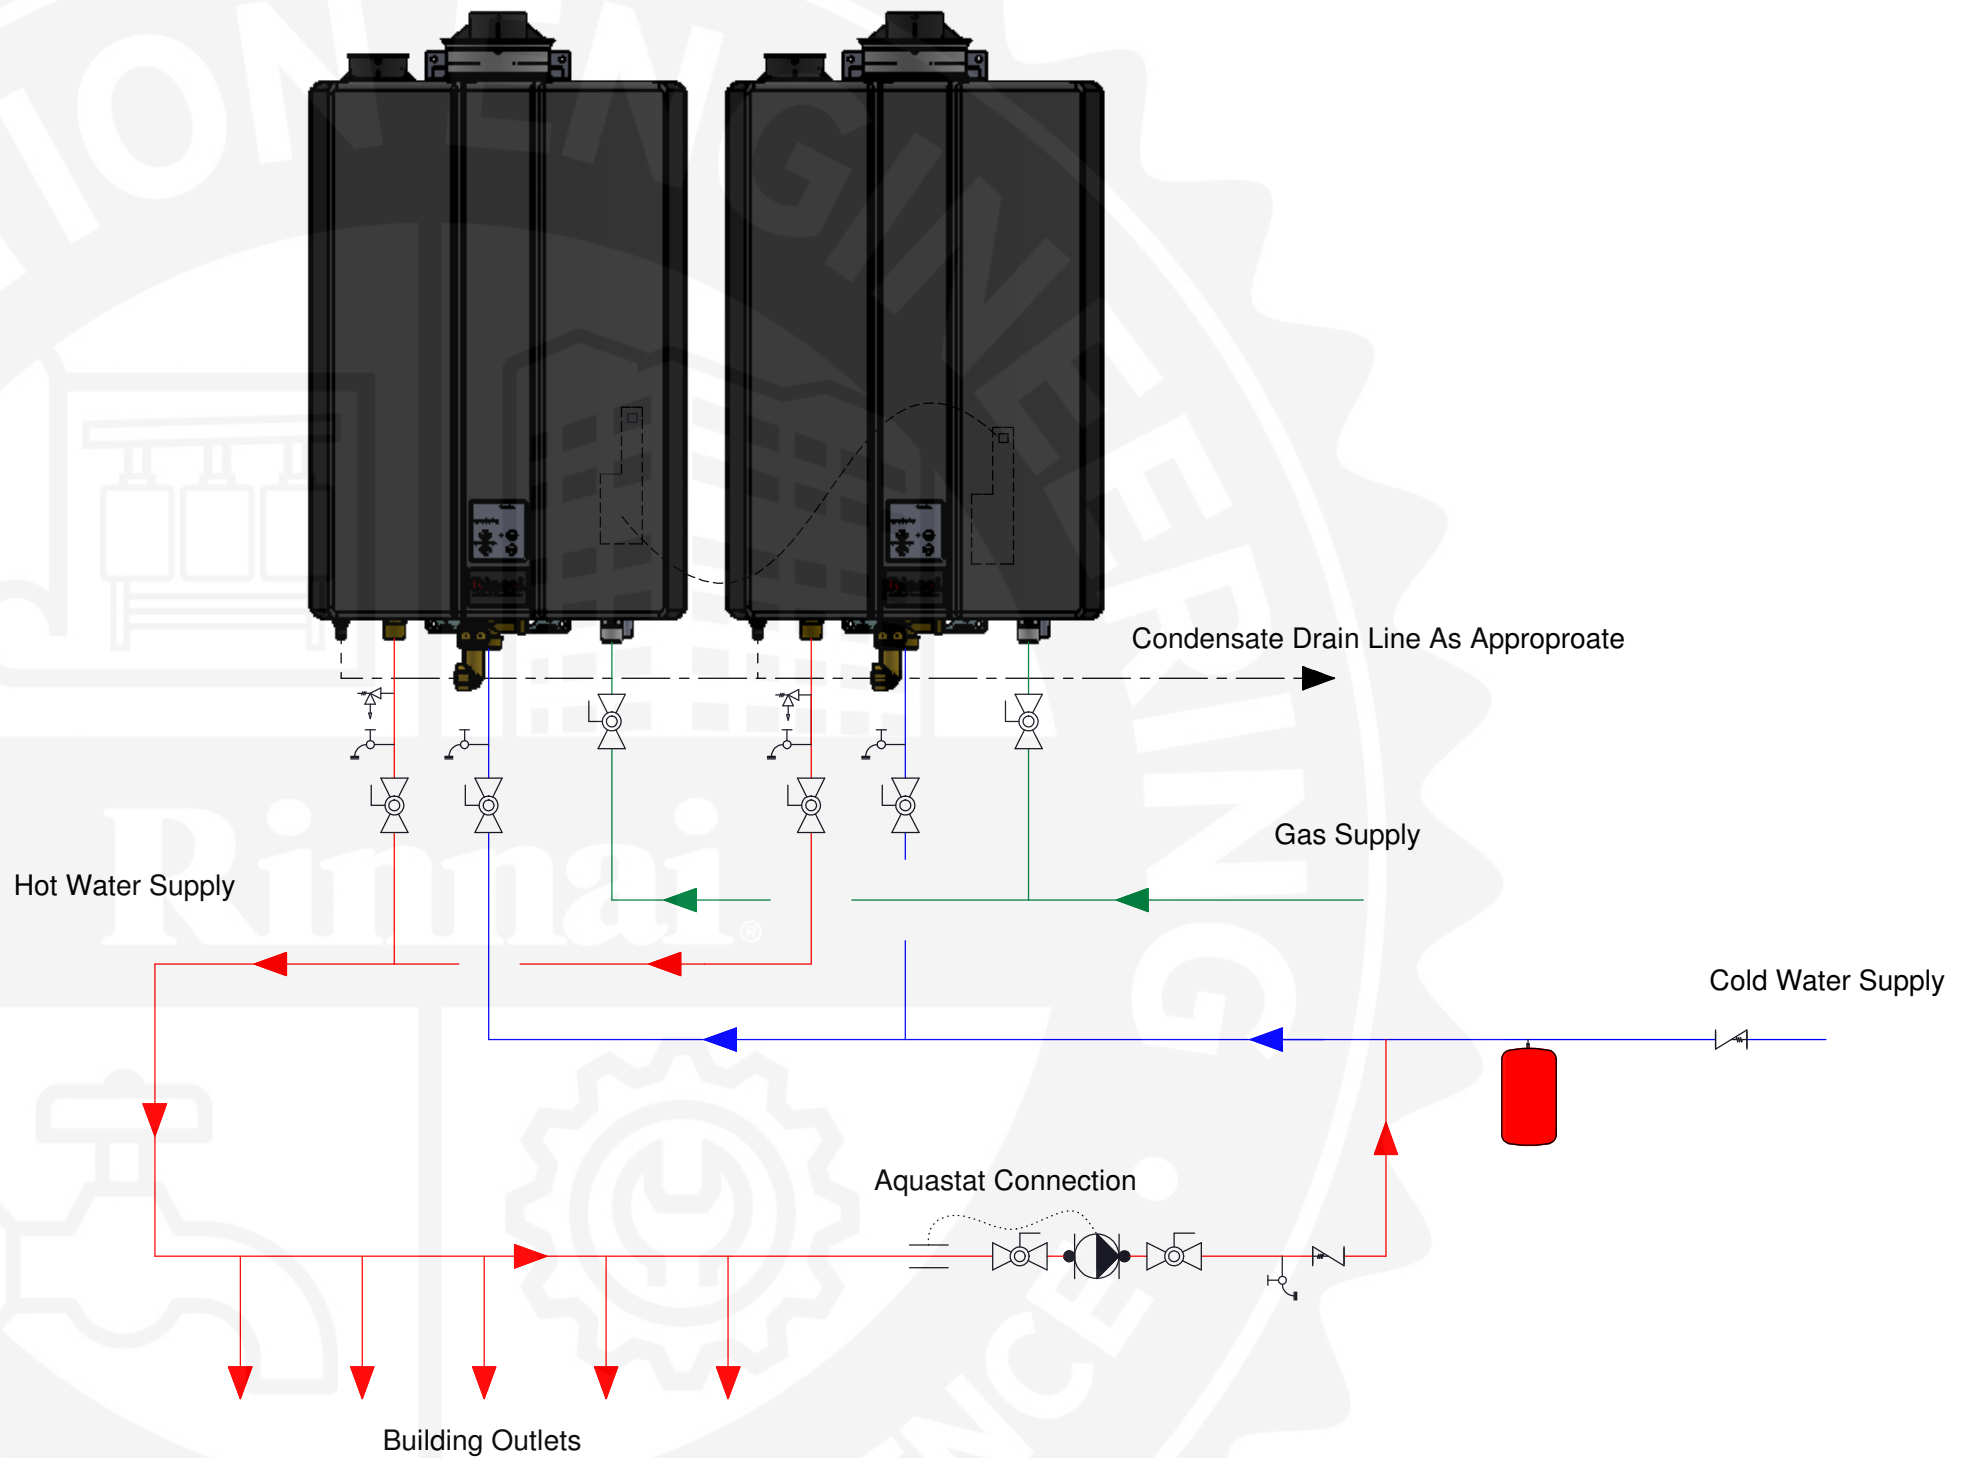 Condensate Drain Line As Approproate
Gas Supply
Hot Water Supply
Rinnai®
Cold Water Supply
Aquastat Connection
Building Outlets